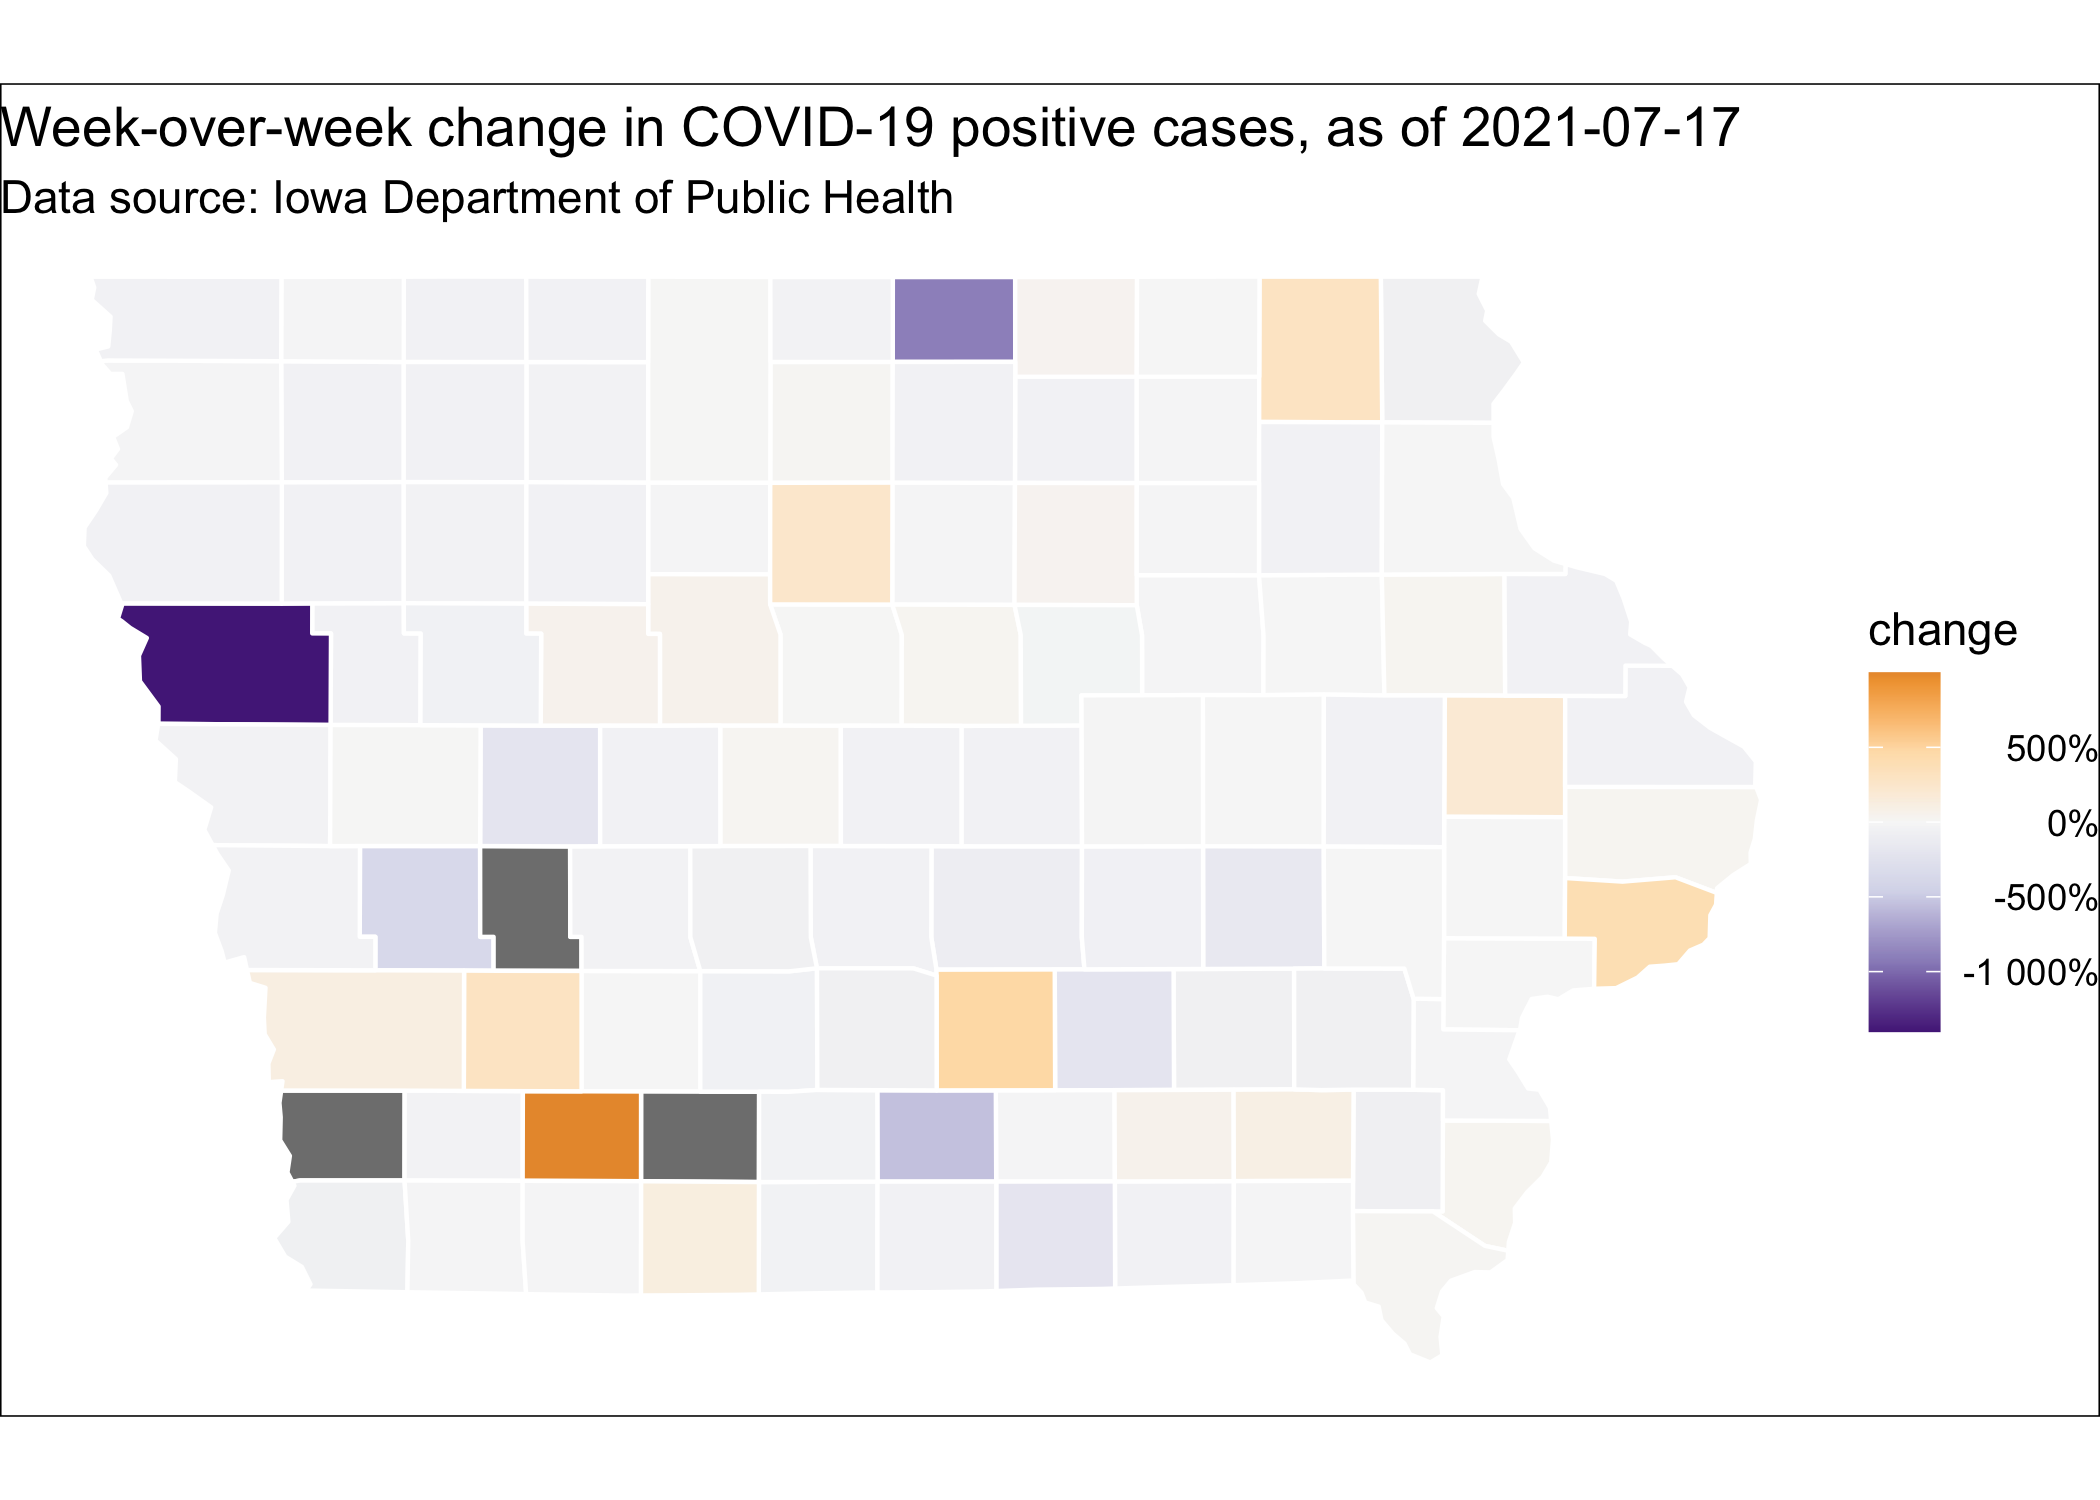 Week-over-week change in COVID-19 positive cases, as of 2021-07-17
Data source: Iowa Department of Public Health
change
500%
0%
-500%
-1 000%